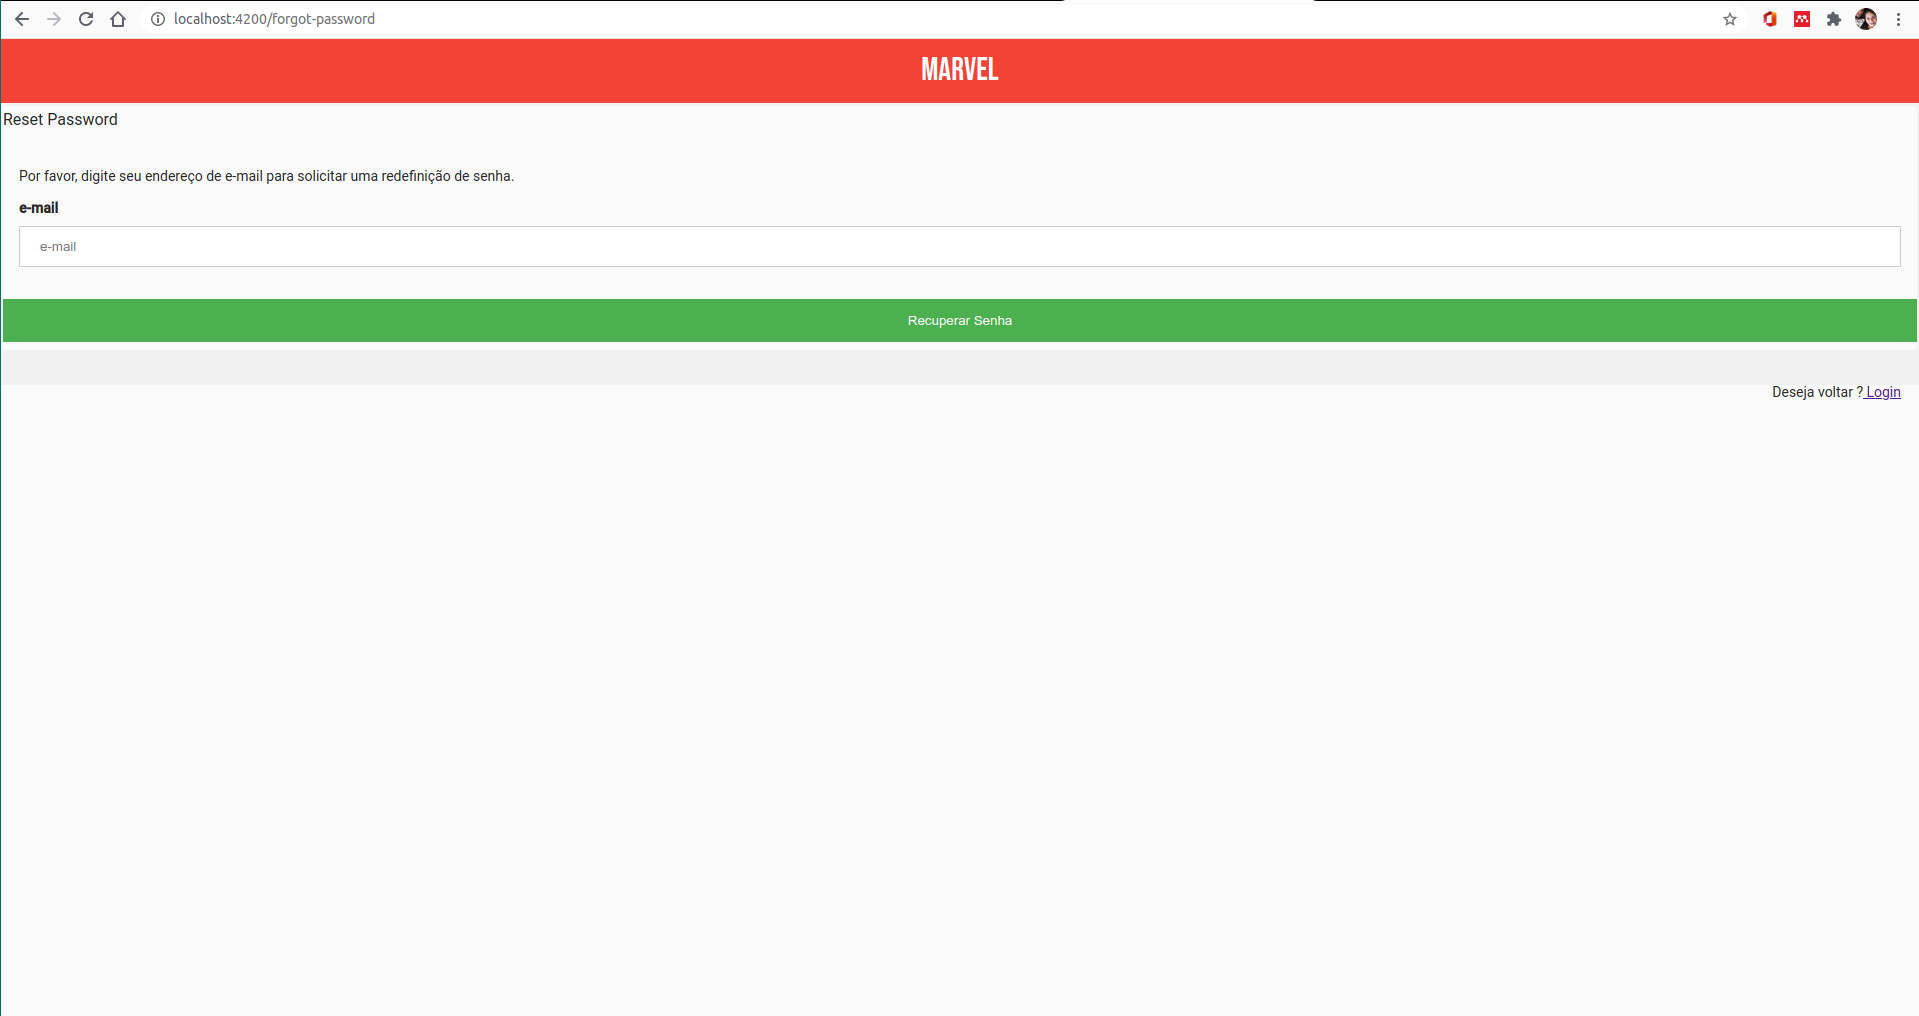 localhost:4200/forgot-password
MARVEL
Reset Password
Por favor, digite seu endereço de e-mail para solicitar uma redefinição de senha.
e-mail
e-mail
Recuperar Senha
Deseja voltar ? Login